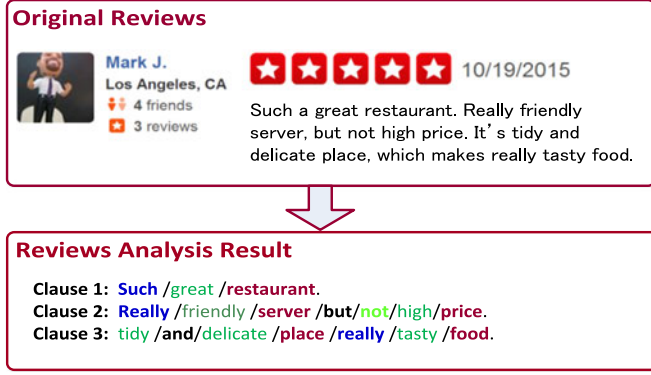 Original Reviews
Mark J.
Los Angeles, CA
4 friends
3 reviews
10/19/2015
Such a great restaurant. Really friendly
server, but not high price. It's tidy and
delicate place, which makes really tasty food.
Reviews Analysis Result
Clause 1: Such /great /restaurant.
Clause 2: Really /friendly /server /but/not/high/price.
Clause 3: tidy /and/delicate /place /really /tasty /food.